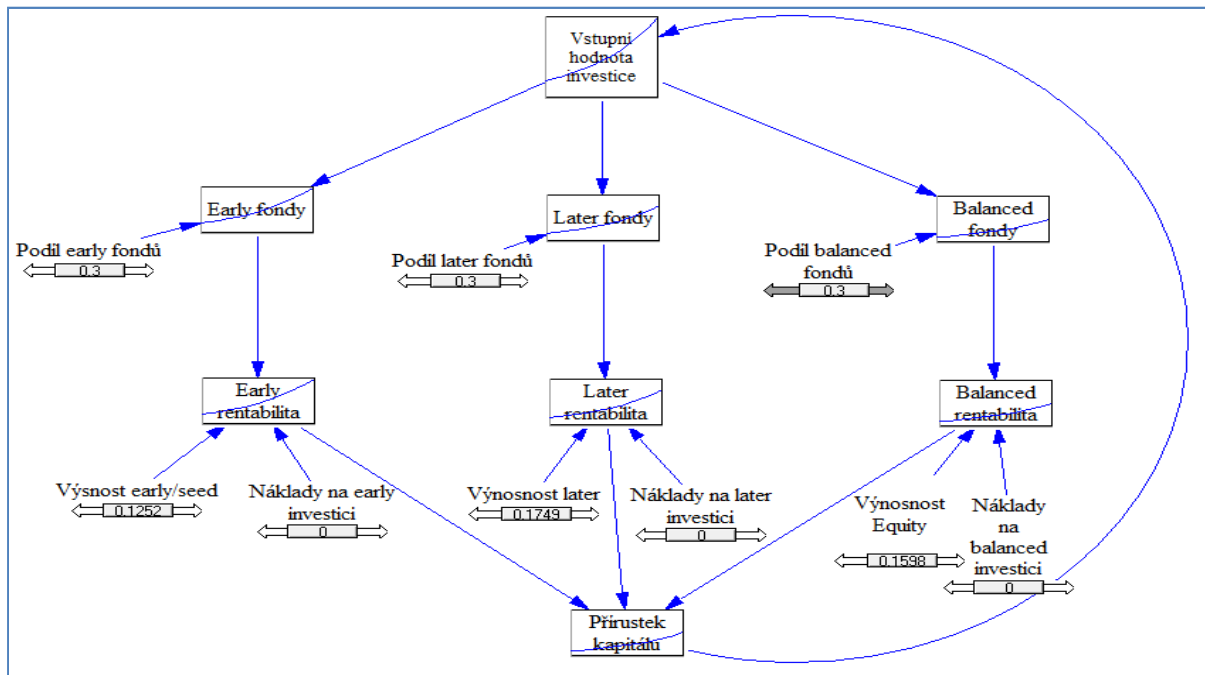 Vstupni
hodnota
investice
Early fondy
Later fondy
Balanced
fondy
Podil early fondů
0.3
Podil later fondů
0.3
Podil balanced
fondů
0.3
Early
rentabilita
Later
rentabilita
Balanced
rentabilita
Výsnost early/seed
0.1252
Náklady na early
investici
0
Výnosnost later
0.1749
Náklady na later
investici
0
Výnosnost
Equity
0.1598
Náklady
na
balanced
investici
0
Přírustek
kapitálu